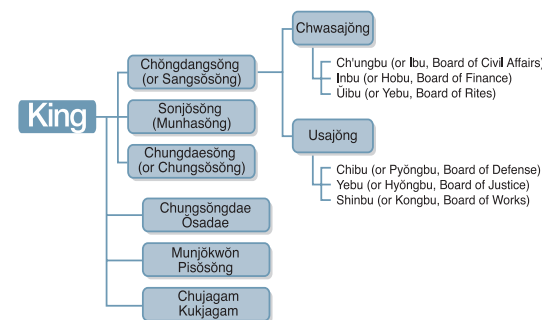 King
Chŏngdangsŏng
(or Sangsŏsŏng)
Sonjŏsŏng
(Munhasŏng)
Chungdaesŏng
(or Chungsŏsŏng)
Chungsŏngdae
Ŏsadae
Munjŏkwŏn
Pisŏsŏng
Chujagam
Kukjagam
Chwasajŏng
Ch'ungbu (or Ibu, Board of Civil Affairs)
Inbu (or Hobu, Board of Finance)
Ŭibu (or Yebu, Board of Rites)
Usajŏng
Chibu (or Pyŏngbu, Board of Defense)
Yebu (or Hyŏngbu, Board of Justice)
Shinbu (or Kongbu, Board of Works)